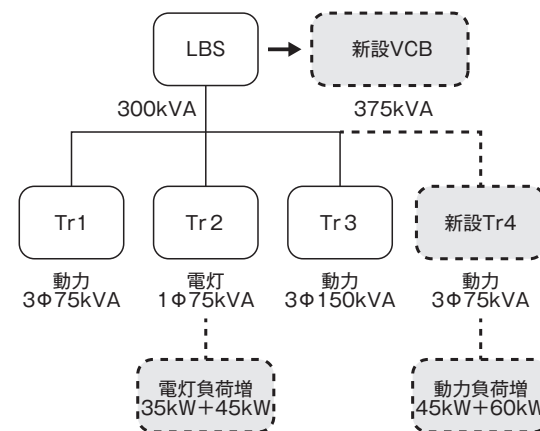 LBS
新設VCB
300kVA
375kVA
Tr1
Tr2
Tr3
新設Tr4
動力
3Φ75kVA
電灯
1Φ75kVA
動力
3Φ150kVA
動力
3Φ75kVA
電灯負荷増
35kW＋45kW
動力負荷増
45kW＋60kW